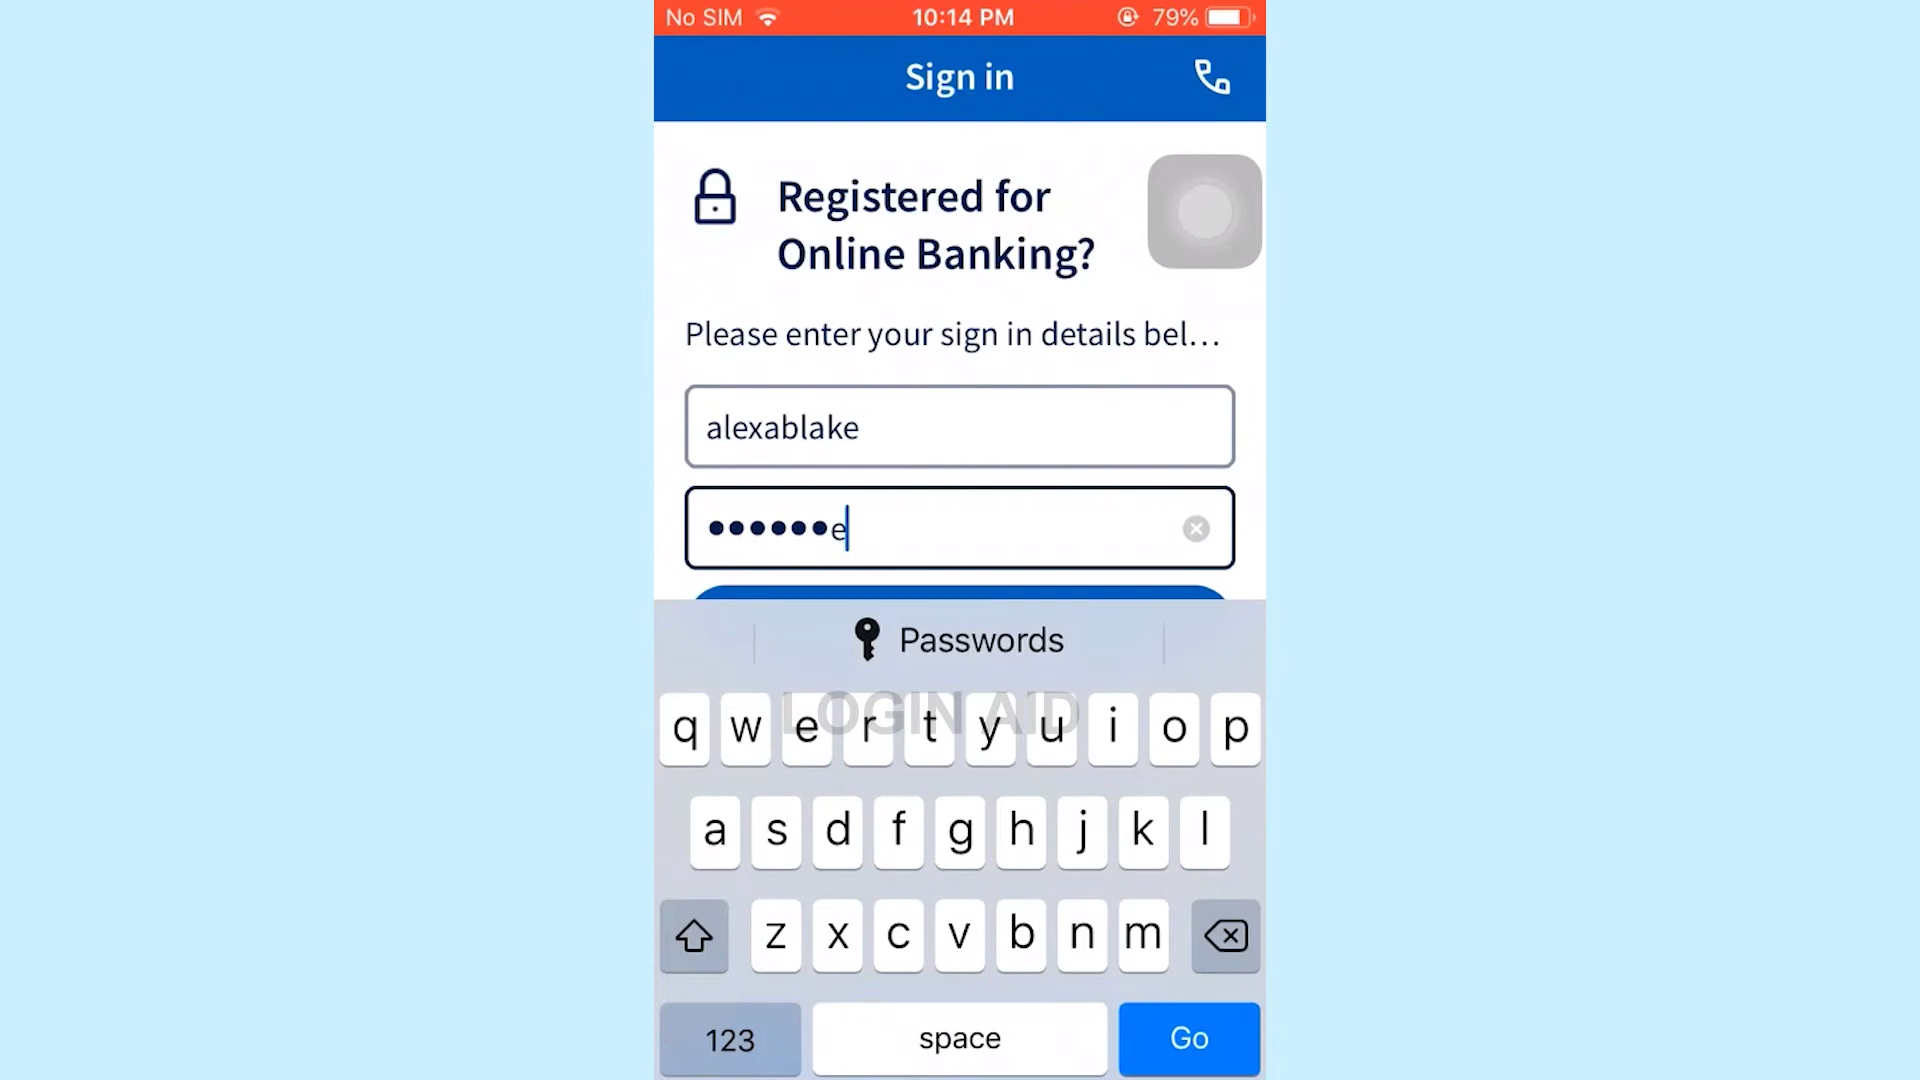 No SIM 10:14 PM 79%
Sign in
Registered for
Online Banking?
Please enter your sign in details bel...
alexablake
••••••e
Passwords
LOGIN AID
q w e r t y u i o p
a s d f g h j k l
z x c v b n m
123 space Go